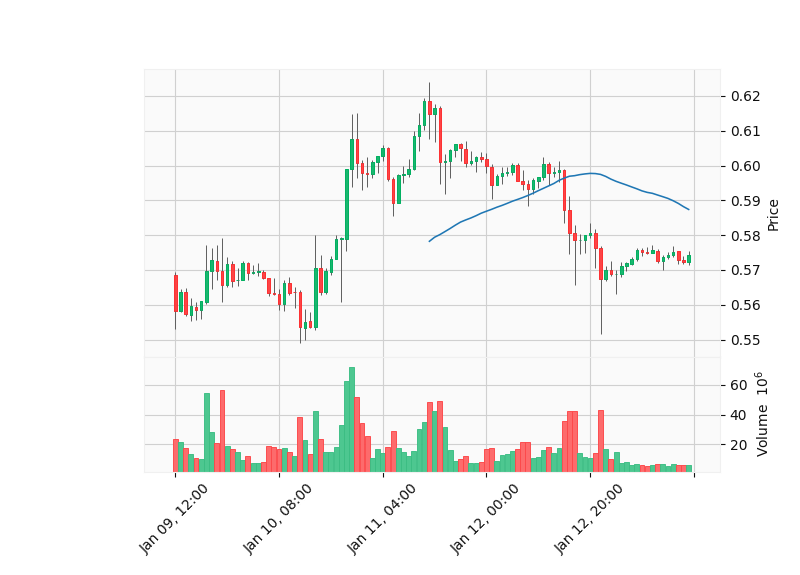 0.62
0.61
0.60
0.59
0.58
0.57
0.56
0.55
Price
60
40
20
Volume 10^6
Jan 09, 12:00
Jan 10, 08:00
Jan 11, 04:00
Jan 12, 00:00
Jan 12, 20:00